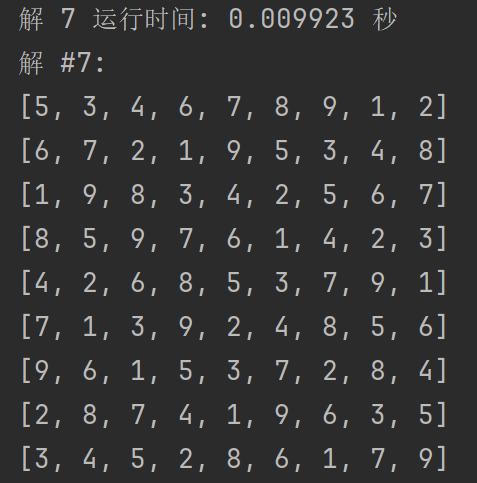 解 7 运行时间: 0.009923 秒
解 #7:
[5, 3, 4, 6, 7, 8, 9, 1, 2]
[6, 7, 2, 1, 9, 5, 3, 4, 8]
[1, 9, 8, 3, 4, 2, 5, 6, 7]
[8, 5, 9, 7, 6, 1, 4, 2, 3]
[4, 2, 6, 8, 5, 3, 7, 9, 1]
[7, 1, 3, 9, 2, 4, 8, 5, 6]
[9, 6, 1, 5, 3, 7, 2, 8, 4]
[2, 8, 7, 4, 1, 9, 6, 3, 5]
[3, 4, 5, 2, 8, 6, 1, 7, 9]